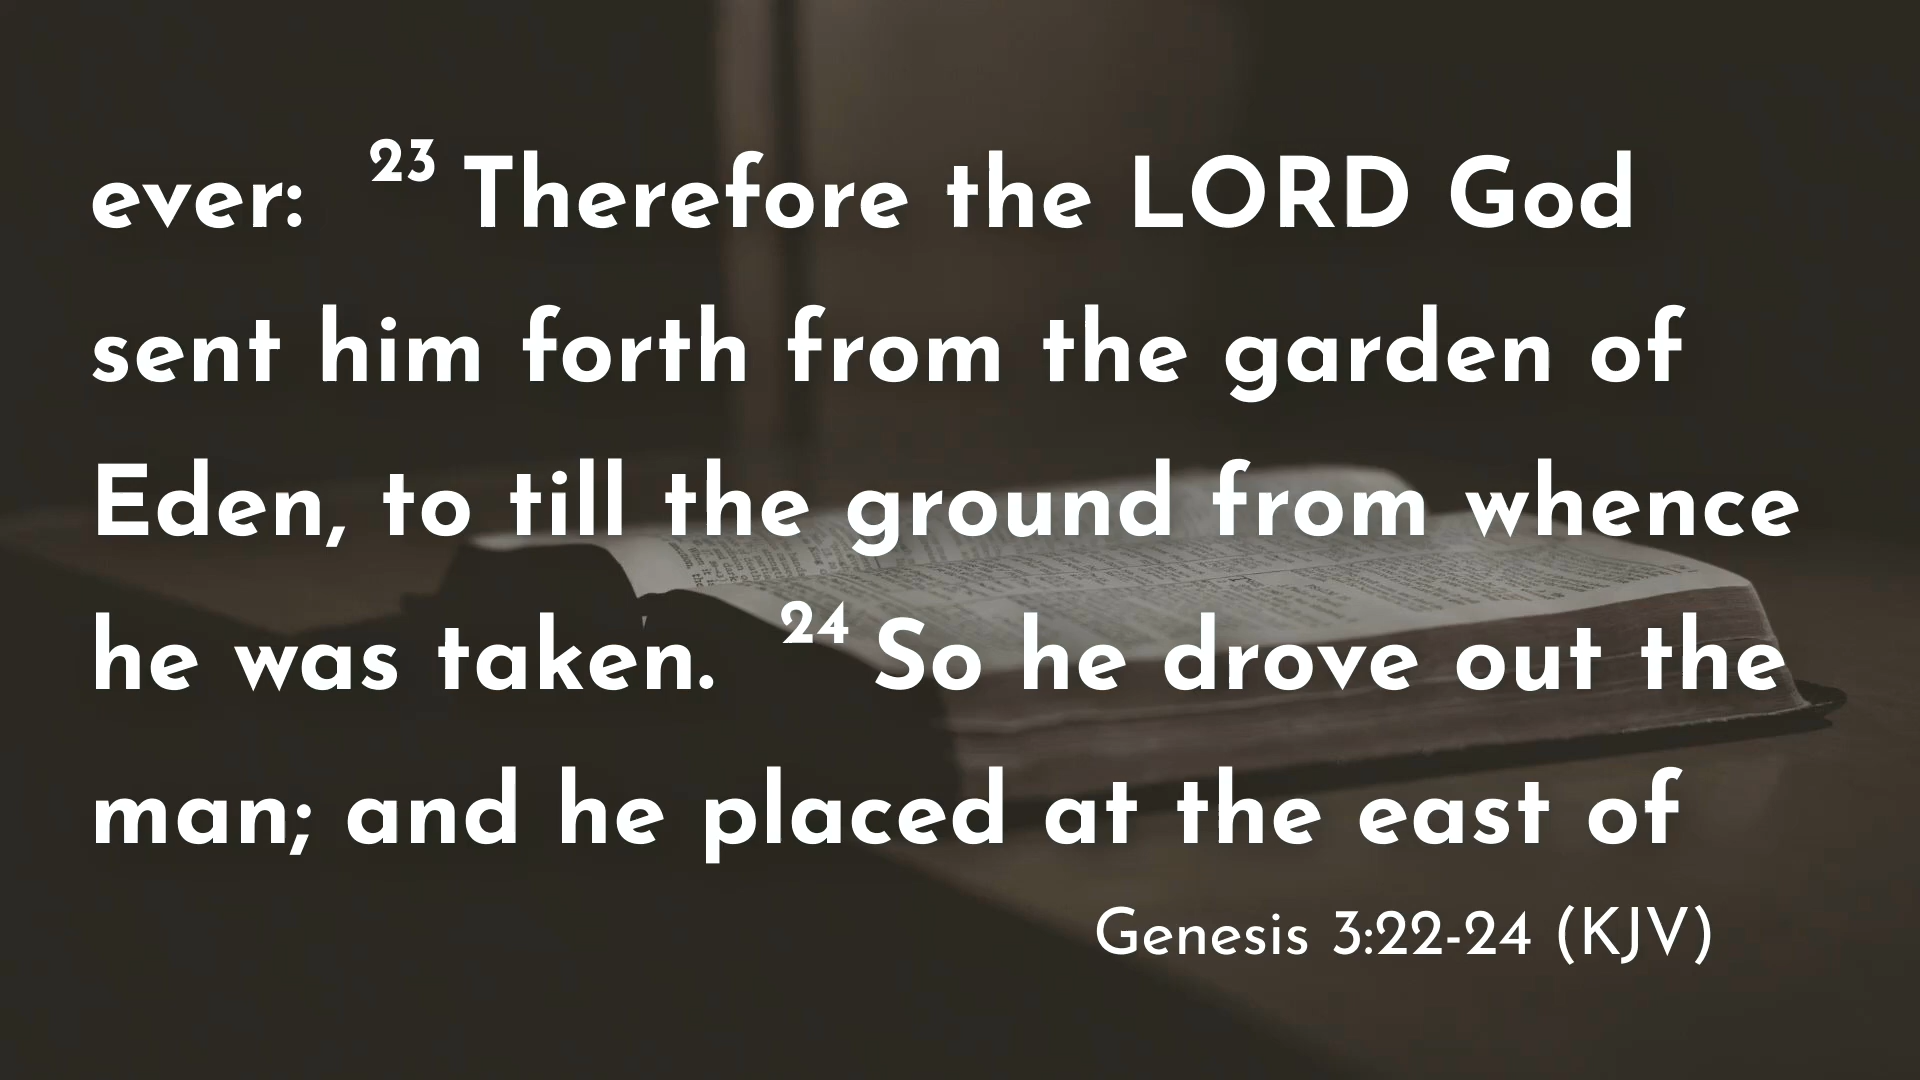 ever: 23 Therefore the LORD God
sent him forth from the garden of
Eden, to till the ground from whence
he was taken. 24 So he drove out the
man; and he placed at the east of
Genesis 3:22-24 (KJV)